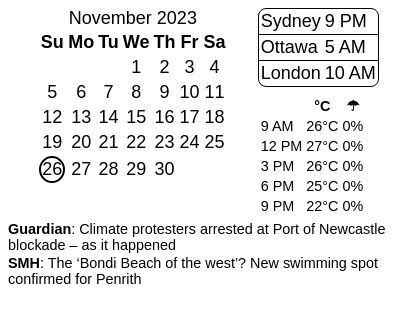 November 2023
Su Mo Tu We Th Fr Sa
1 2 3 4
5 6 7 8 9 10 11
12 13 14 15 16 17 18
19 20 21 22 23 24 25
26 27 28 29 30
Sydney 9 PM
Ottawa 5 AM
London 10 AM
°C ☂
9 AM 26°C 0%
12 PM 27°C 0%
3 PM 26°C 0%
6 PM 25°C 0%
9 PM 22°C 0%
Guardian: Climate protesters arrested at Port of Newcastle
blockade – as it happened
SMH: The ‘Bondi Beach of the west’? New swimming spot
confirmed for Penrith